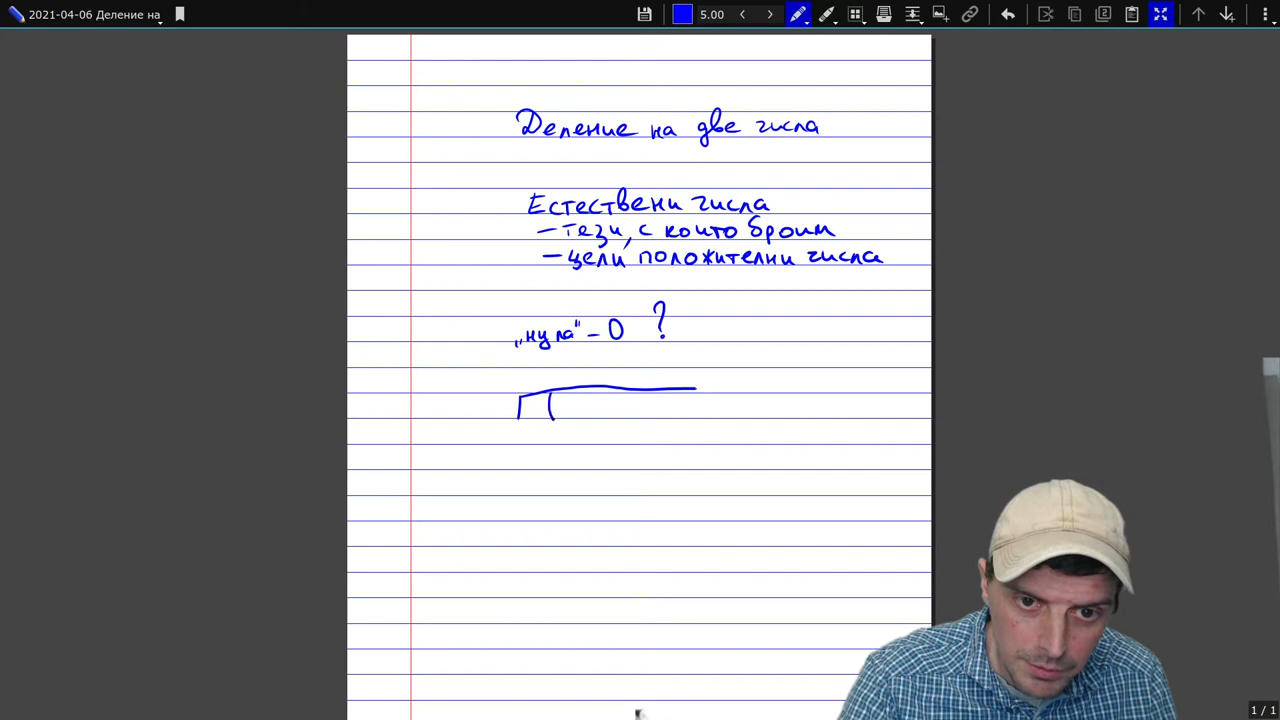 2021-04-06 Деление на
5.00
Деление на две числа
Естествени числа
– тези, с които броим
– цели положителни числа
„нула“ – 0 ?
1 / 1